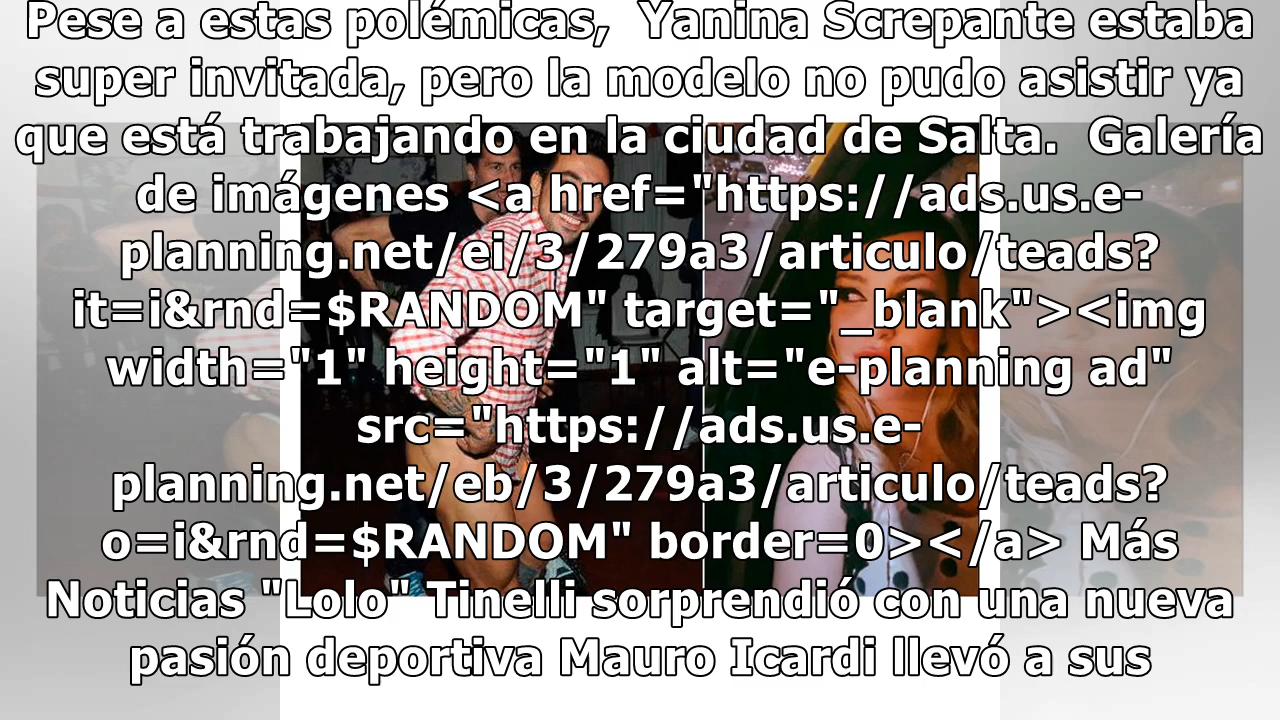 Pese a estas polémicas,  Yanina Screpante estaba
super invitada, pero la modelo no pudo asistir ya
que está trabajando en la ciudad de Salta.  Galería
de imágenes <a href="https://ads.us.e-
planning.net/ei/3/279a3/articulo/teads?
it=i&rnd=$RANDOM" target="_blank"><img
width="1" height="1" alt="e-planning ad"
src="https://ads.us.e-
planning.net/eb/3/279a3/articulo/teads?
o=i&rnd=$RANDOM" border=0></a> Más
Noticias "Lolo" Tinelli sorprendió con una nueva
pasión deportiva Mauro Icardi llevó a sus